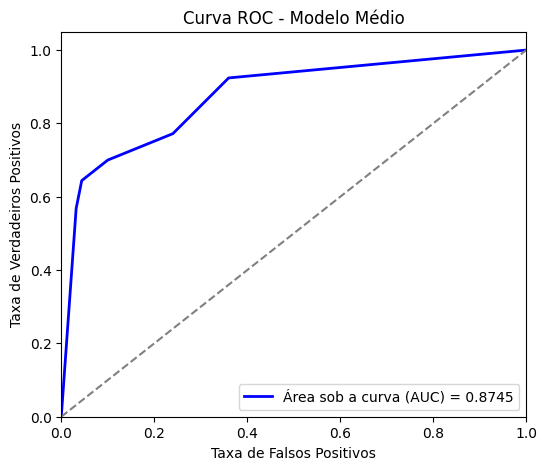 Curva ROC - Modelo Médio
Taxa de Verdadeiros Positivos
1.0
0.8
0.6
0.4
0.2
0.0
Área sob a curva (AUC) = 0.8745
0.0 0.2 0.4 0.6 0.8 1.0
Taxa de Falsos Positivos